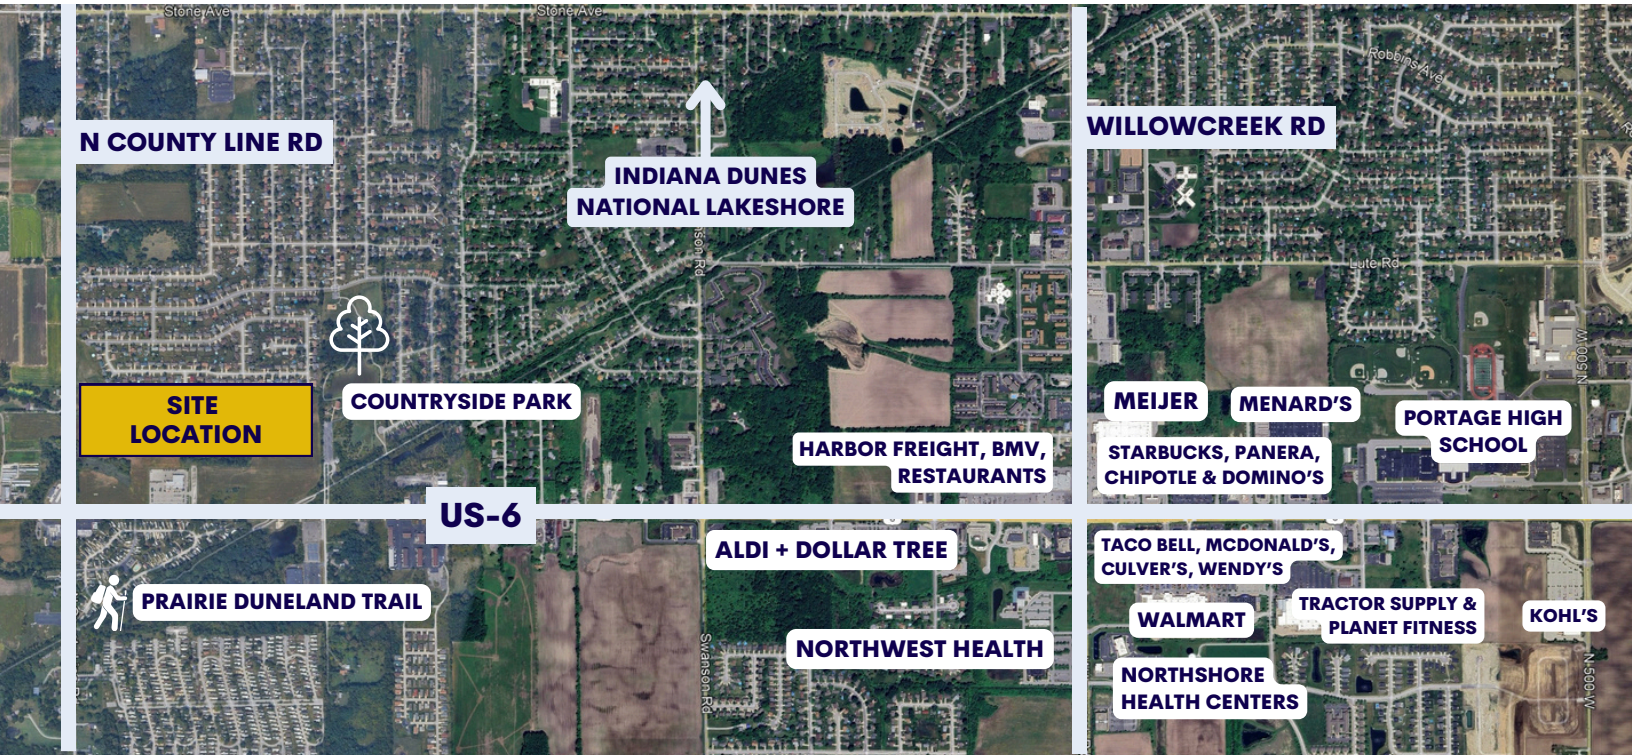 Stone Ave
Stone Ave
Robbins Ave
N COUNTY LINE RD
WILLOWCREEK RD
INDIANA DUNES
NATIONAL LAKESHORE
Lute Rd
N 500 W
SITE
LOCATION
COUNTRYSIDE PARK
MEIJER
MENARD'S
PORTAGE HIGH
SCHOOL
HARBOR FREIGHT, BMV,
RESTAURANTS
STARBUCKS, PANERA,
CHIPOTLE & DOMINO'S
US-6
ALDI + DOLLAR TREE
TACO BELL, MCDONALD'S,
CULVER'S, WENDY'S
PRAIRIE DUNELAND TRAIL
WALMART
TRACTOR SUPPLY &
PLANET FITNESS
KOHL'S
Swanson Rd
NORTHWEST HEALTH
NORTHSHORE
HEALTH CENTERS
N 500 W